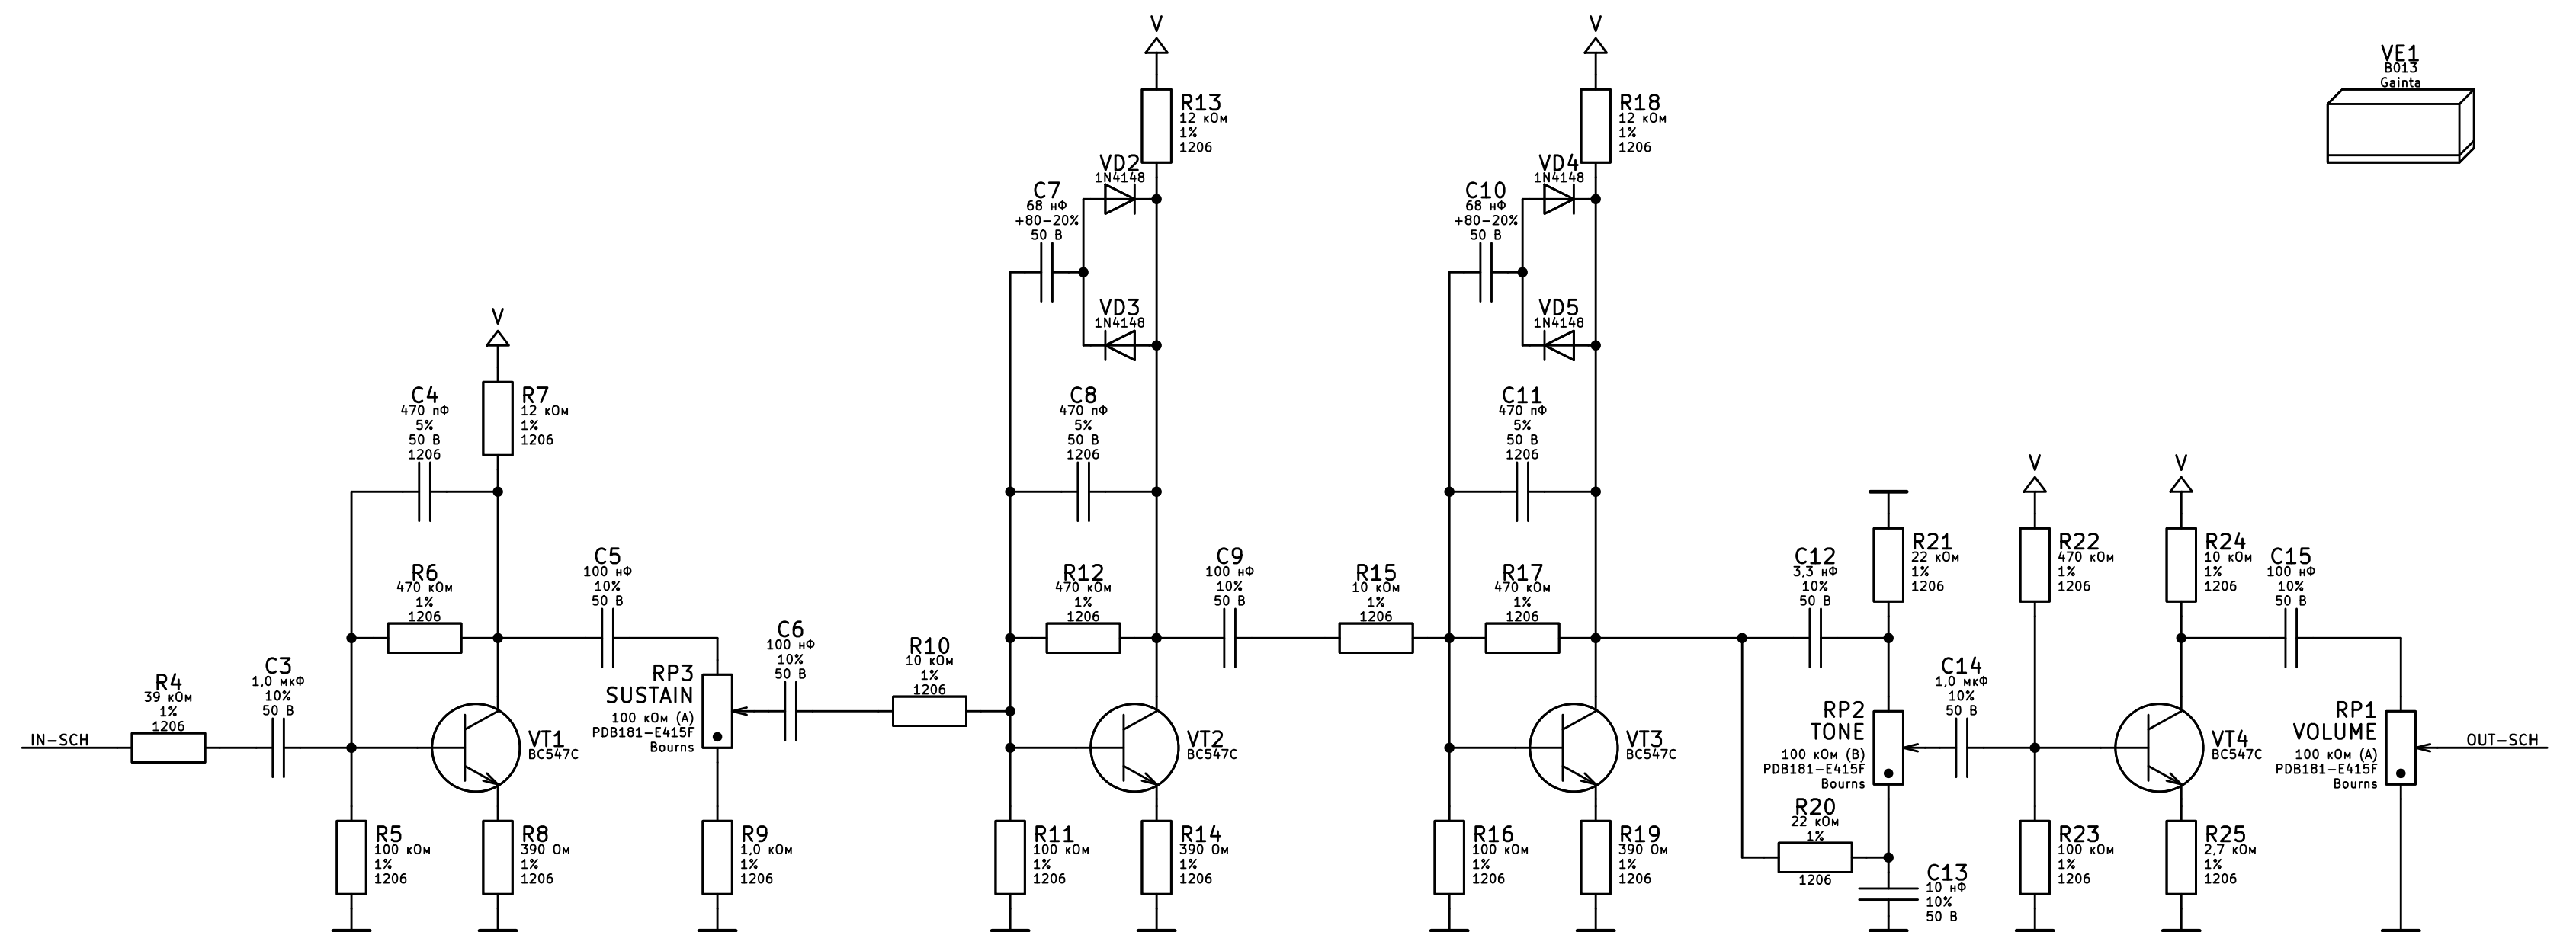 V
V
VE1
B013
Gainta
R13
12 кОм
1%
1206
R18
12 кОм
1%
1206
VD2
1N4148
VD4
1N4148
C7
68 нФ
+80-20%
50 В
C10
68 нФ
+80-20%
50 В
VD3
1N4148
VD5
1N4148
V
C4
470 пФ
5%
50 В
1206
R7
12 кОм
1%
1206
C8
470 пФ
5%
50 В
1206
C11
470 пФ
5%
50 В
1206
V
V
R6
470 кОм
1%
1206
C5
100 нФ
10%
50 В
R12
470 кОм
1%
1206
C9
100 нФ
10%
50 В
R15
10 кОм
1%
1206
R17
470 кОм
1%
1206
C12
3,3 нФ
10%
50 В
R21
22 кОм
1%
1206
R22
470 кОм
1%
1206
R24
10 кОм
1%
1206
C15
100 нФ
10%
50 В
IN-SCH
R4
39 кОм
1%
1206
C3
1,0 мкФ
10%
50 В
VT1
BC547C
RP3
SUSTAIN
100 кОм (A)
PDB181-E415F
Bourns
C6
100 нФ
10%
50 В
R10
10 кОм
1%
1206
VT2
BC547C
VT3
BC547C
RP2
TONE
100 кОм (B)
PDB181-E415F
Bourns
C14
1,0 мкФ
10%
50 В
VT4
BC547C
RP1
VOLUME
100 кОм (A)
PDB181-E415F
Bourns
OUT-SCH
R5
100 кОм
1%
1206
R8
390 Ом
1%
1206
R9
1,0 кОм
1%
1206
R11
100 кОм
1%
1206
R14
390 Ом
1%
1206
R16
100 кОм
1%
1206
R19
390 Ом
1%
1206
R20
22 кОм
1%
1206
C13
10 нФ
10%
50 В
R23
100 кОм
1%
1206
R25
2,7 кОм
1%
1206